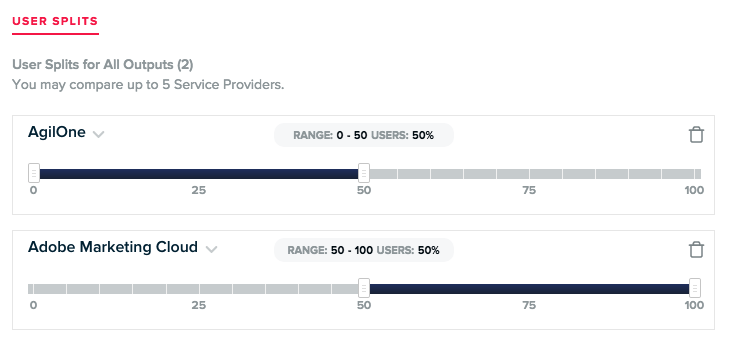 USER SPLITS
User Splits for All Outputs (2)
You may compare up to 5 Service Providers.
AgilOne
RANGE: 0 - 50 USERS: 50%
0 25 50 75 100
Adobe Marketing Cloud
RANGE: 50 - 100 USERS: 50%
0 25 50 75 100